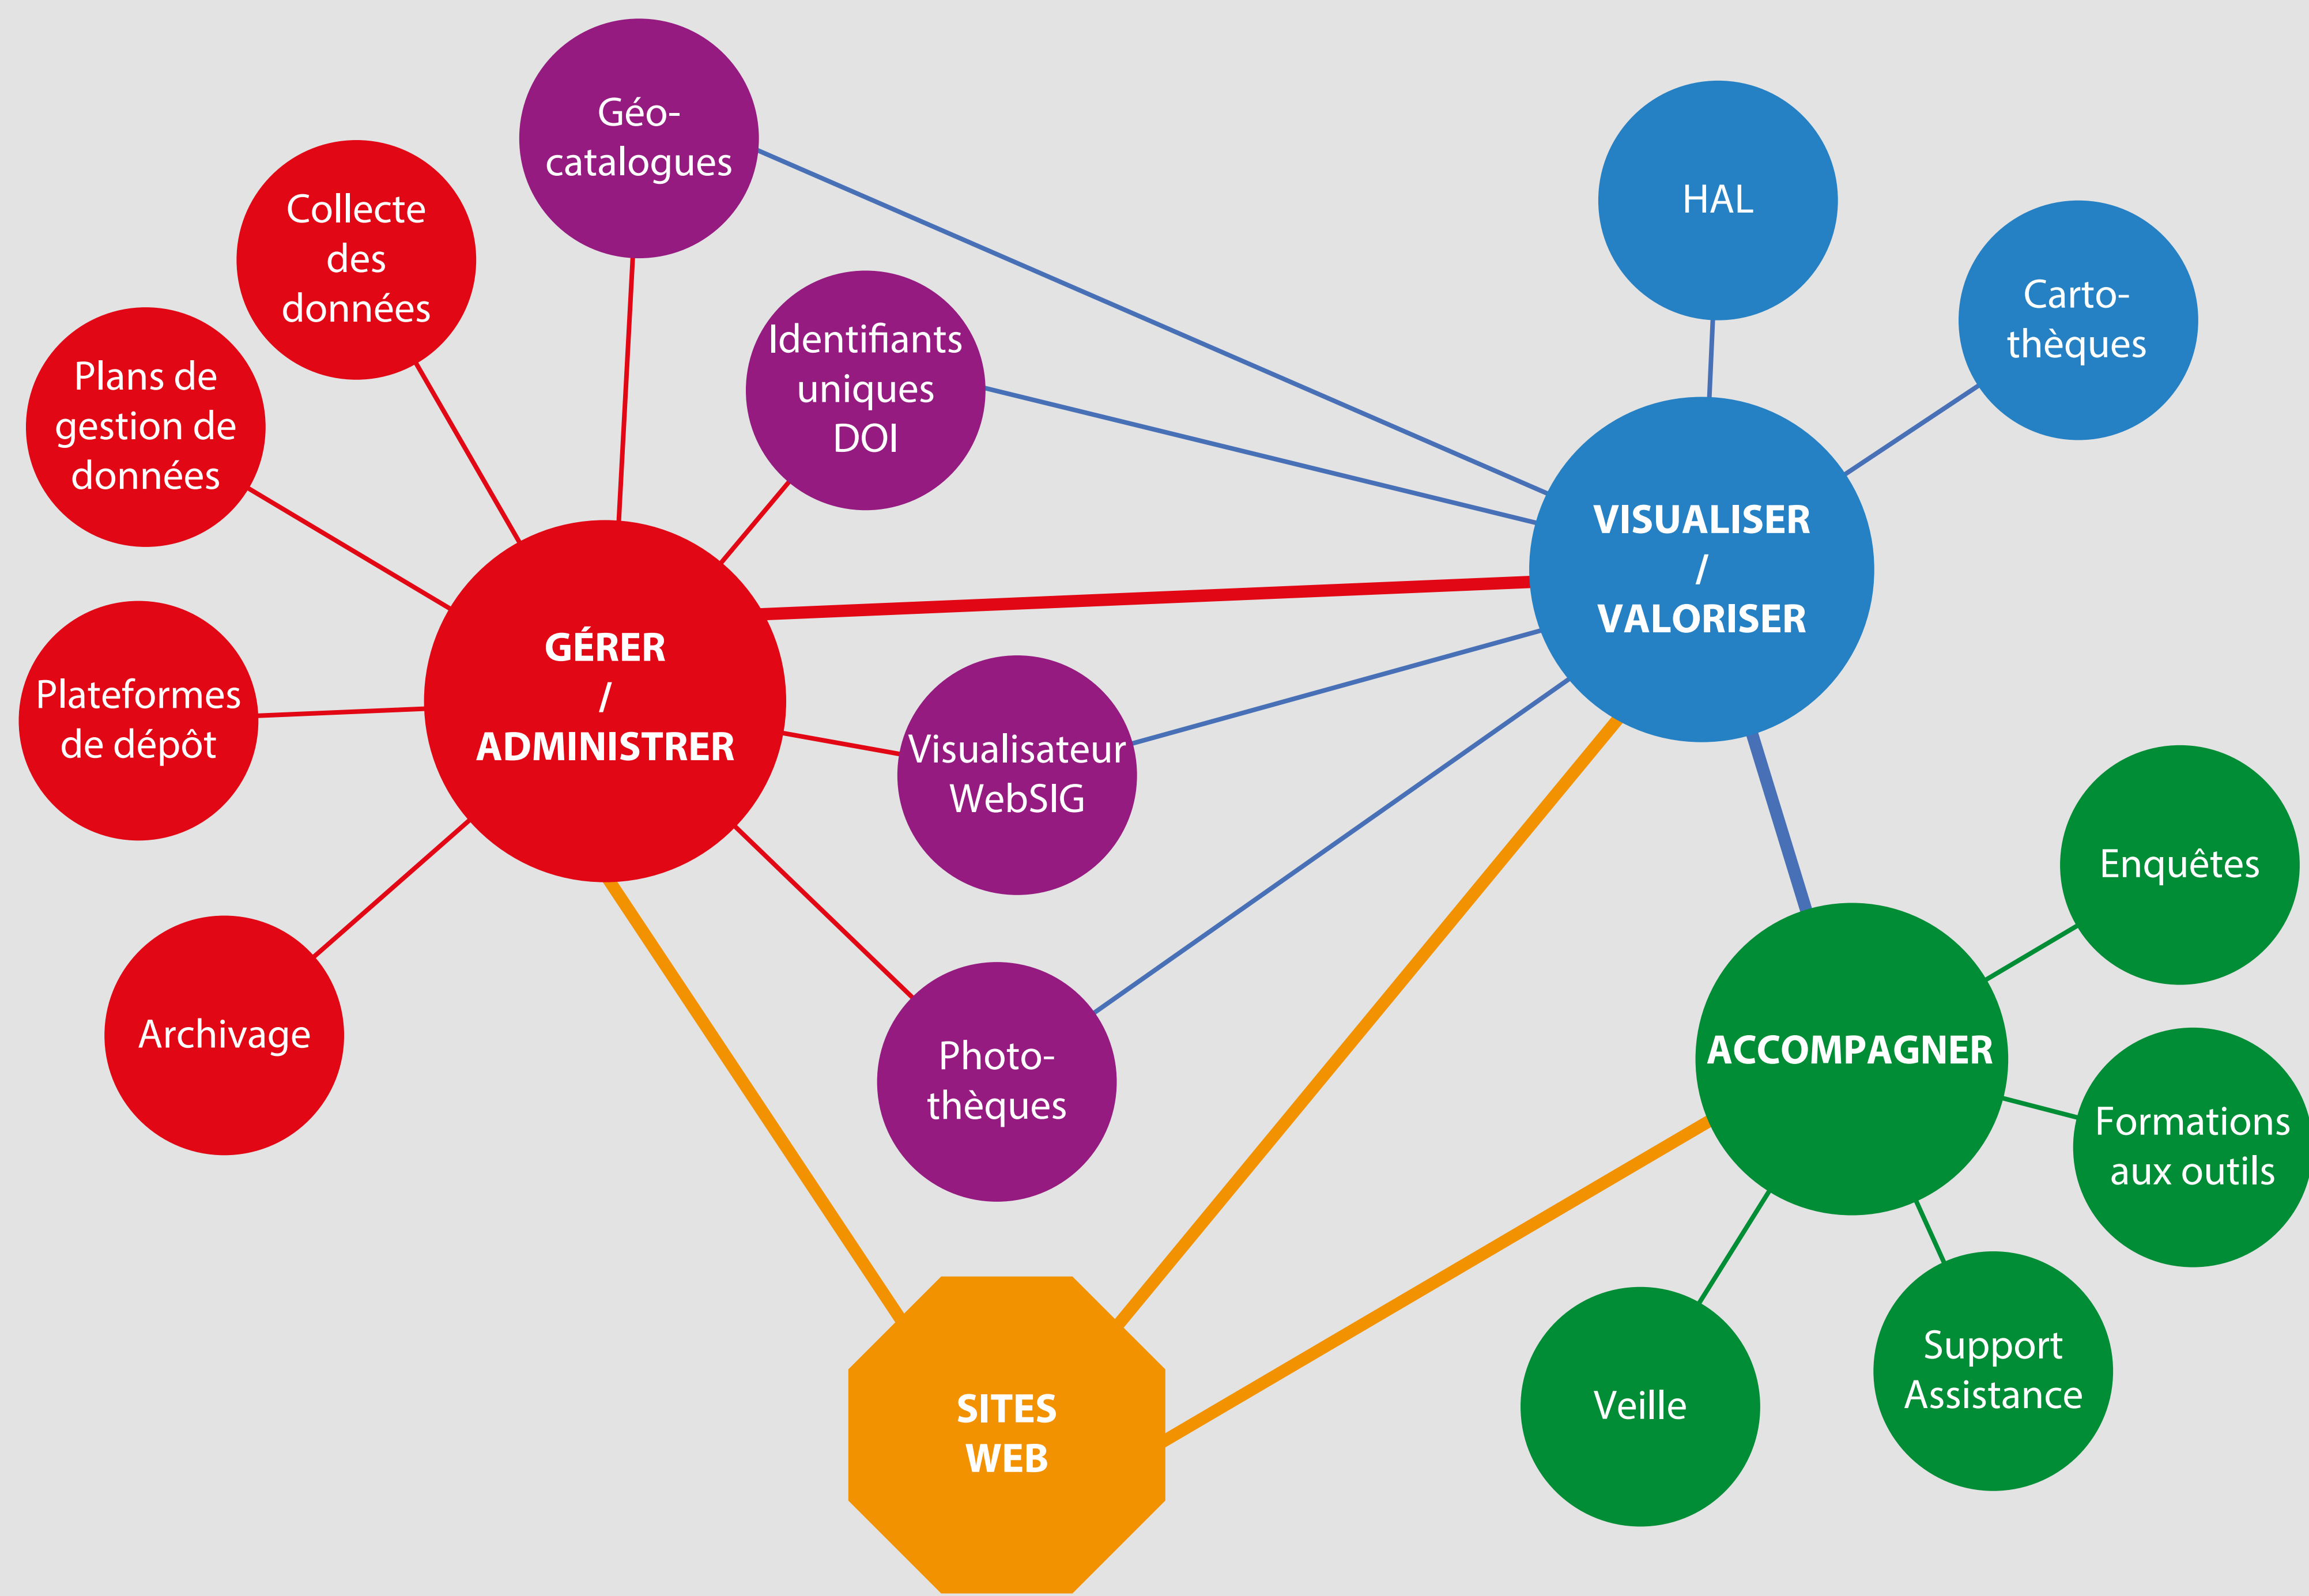 Géo-
catalogues
HAL
Collecte
des
données
Carto-
thèques
Identifiants
uniques
DOI
Plans de
gestion de
données
VISUALISER
/
VALORISER
GÉRER
/
ADMINISTRER
Plateformes
de dépôt
Visualisateur
WebSIG
Enquêtes
Archivage
Photo-
thèques
ACCOMPAGNER
Formations
aux outils
Support
Assistance
Veille
SITES
WEB